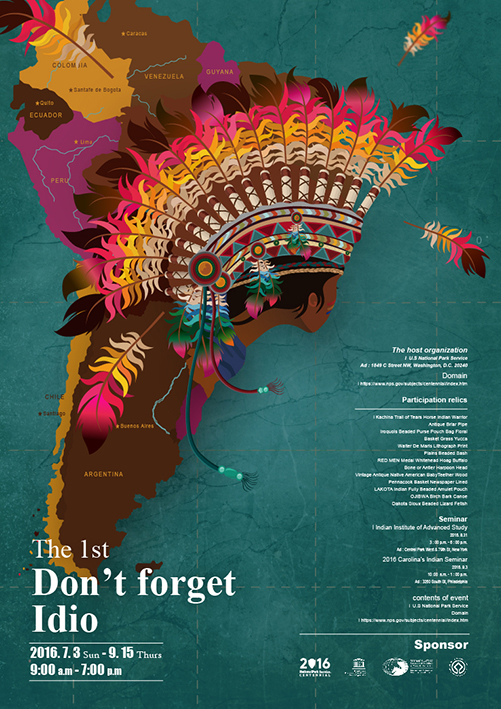 Caracas
COLOMBIA
VENEZUELA
GUYANA
Santate de Bogota
Quito
ECUADOR
Lima
PERU
CHILE
Santiago
Buenos Aires
ARGENTINA
The host organization
I U.S National Park Service
Ad : 1849 C Street NW, Washington, D.C. 20240
Domain
I https://www.nps.gov/subjects/centennial/index.htm
Participation relics
I Kachina Trail of Tears Horse Indian Warrior
Antique Briar Pipe
Iroquois Beaded Purse Pouch Bag Floral
Basket Grass Yucca
Walter De Maris Lithograph Print
Plains Beaded Sash
RED MEN Medal Whitehead Hoag Buffalo
Bone or Antler Harpoon Head
Vintage Antique Native American BabyTeether Wood
Pennacook Basket Newspaper Lined
LAKOTA Indian Fully Beaded Amulet Pouch
OJIBWA Birch Bark Canoe
Dakota Sioux Beaded Lizard Fetish
Seminar
I Indian Institute of Advanced Study
2016. 8.31
3 : 00 p.m. - 6 : 00 p.m.
Ad : Central Park West & 79th St, New York
2016 Carolina's Indian Seminar
2016. 8.3
10:00 a.m. - 1 : 00 p.m.
Ad : 3260 South St, Philadelphia
contents of event
I U.S National Park Service
Domain
I https://www.nps.gov/subjects/centennial/index.htm
The 1st
Don't forget
Idio
2016. 7. 3 Sun - 9. 15 Thurs
9:00 a.m - 7:00 p.m
Sponsor
2016
National Park Service
CENTENNIAL